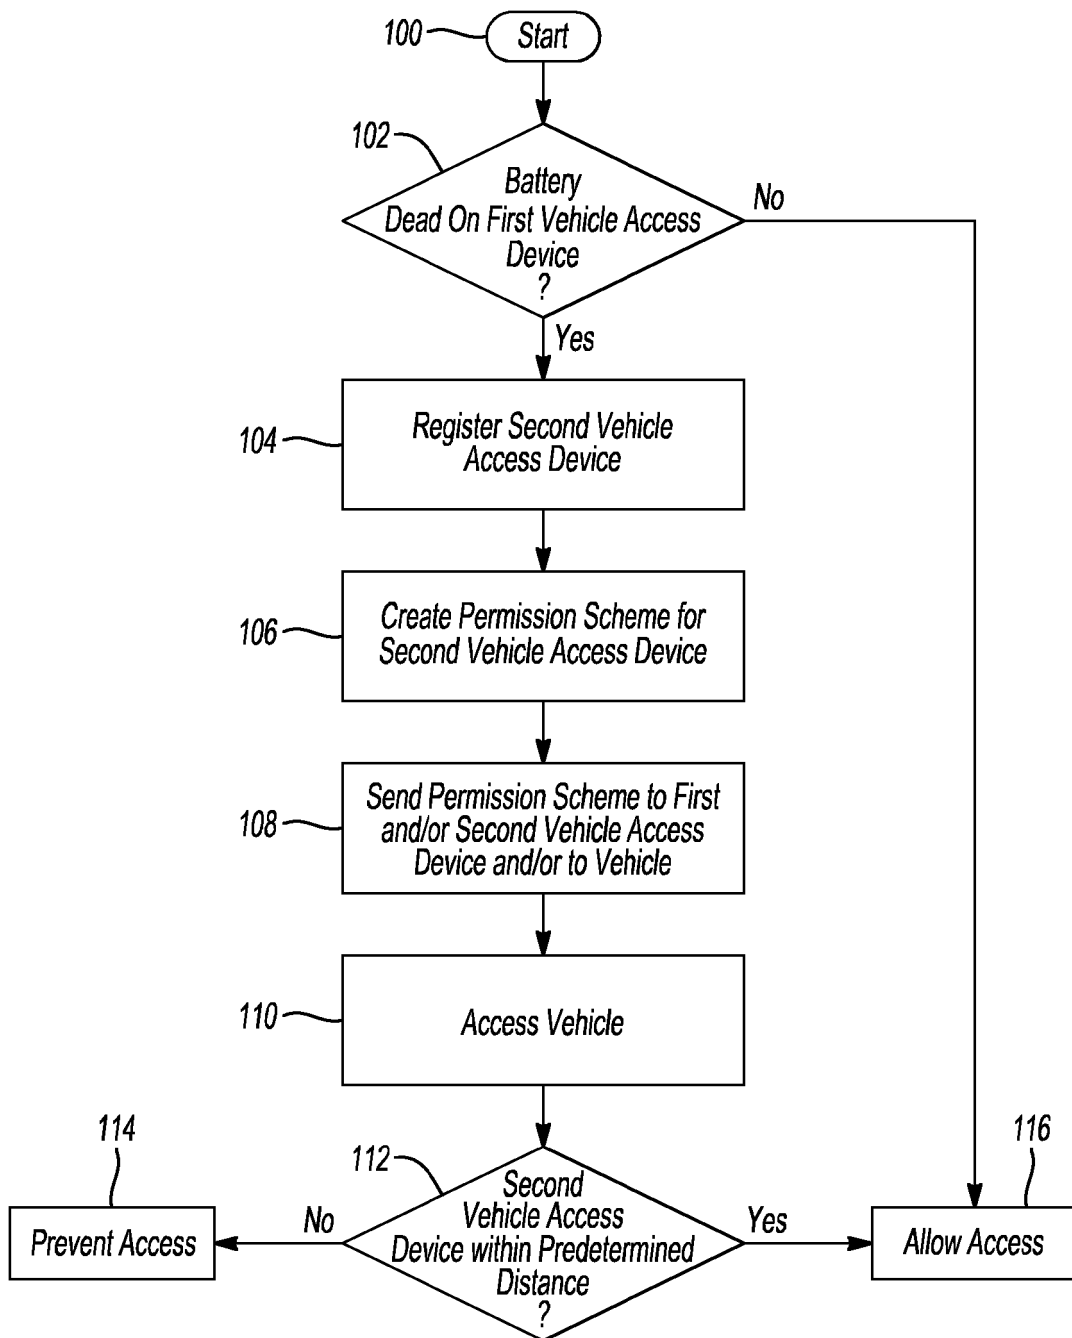 100
Start
102
Battery
Dead On First Vehicle Access
Device
?
No
Yes
104
Register Second Vehicle
Access Device
106
Create Permission Scheme for
Second Vehicle Access Device
108
Send Permission Scheme to First
and/or Second Vehicle Access
Device and/or to Vehicle
110
Access Vehicle
114
112
116
Second
Vehicle Access
Device within Predetermined
Distance
?
No
Yes
Prevent Access
Allow Access